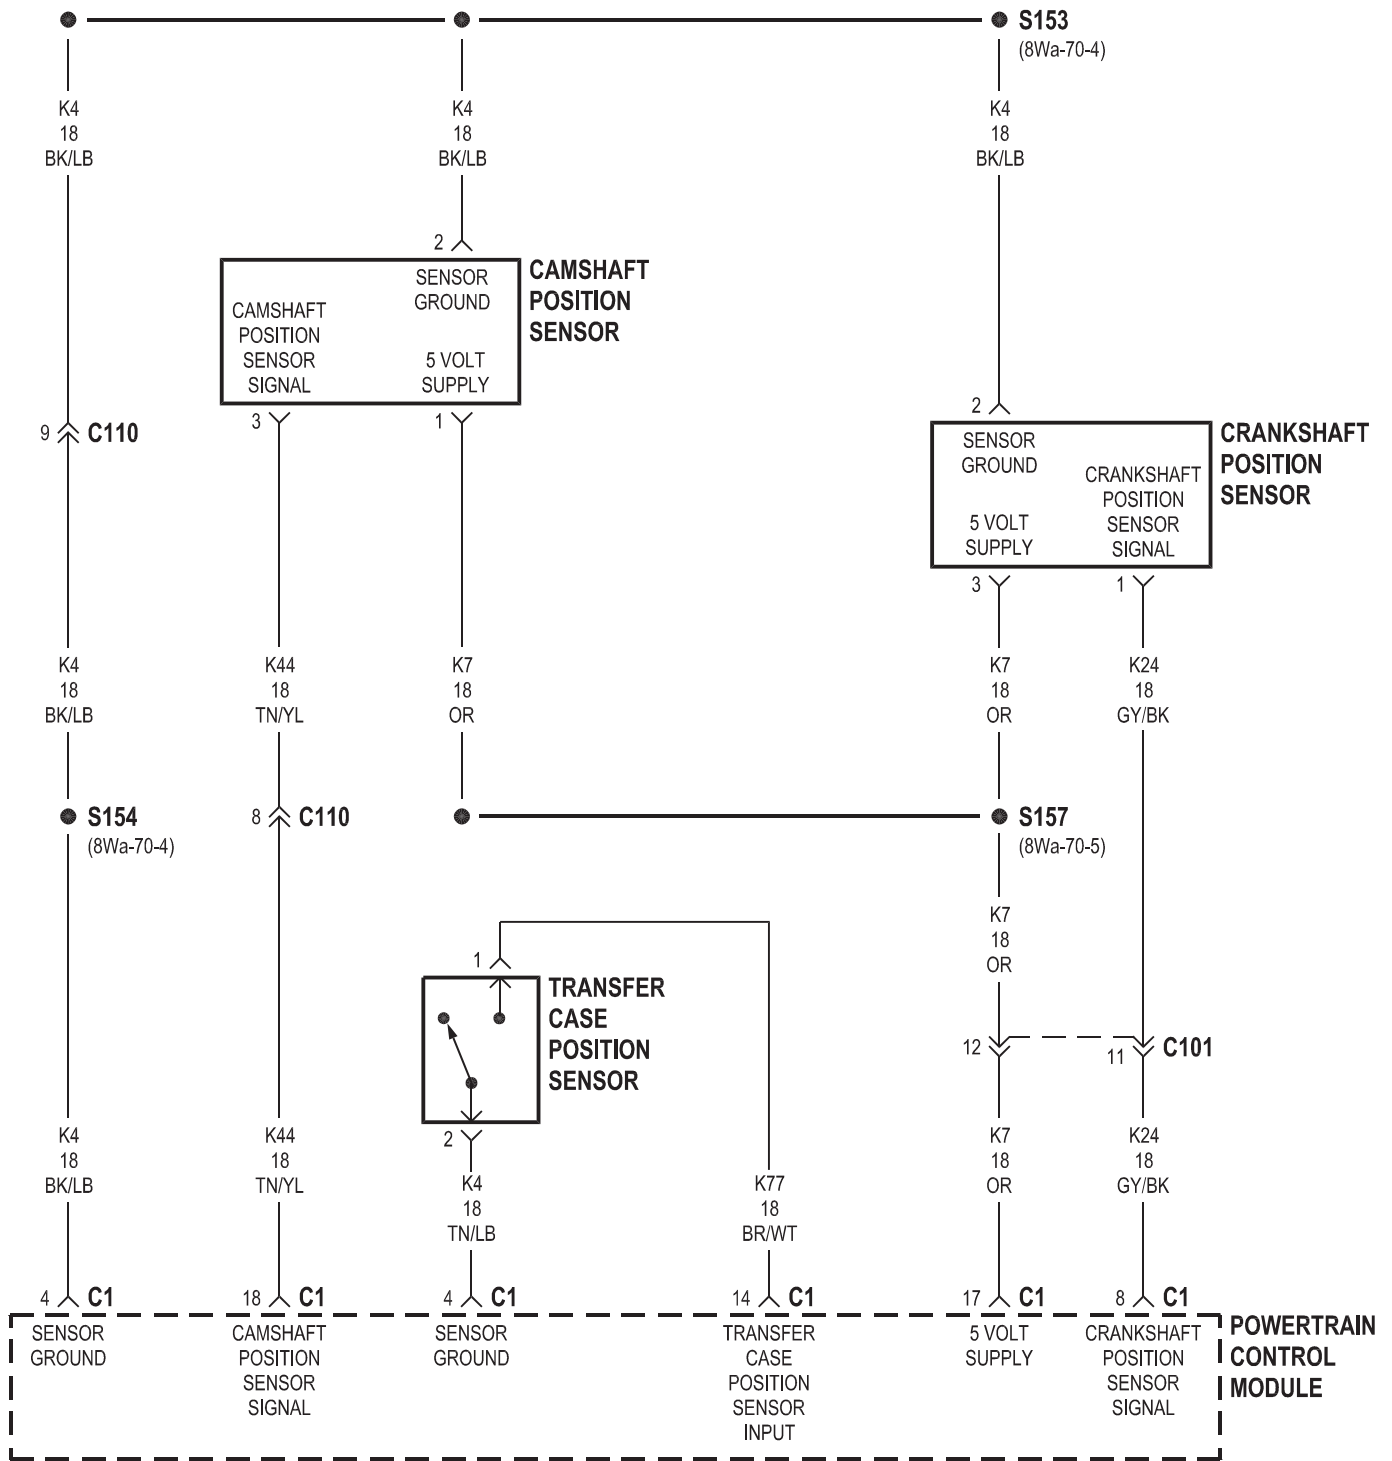 S153
(8Wa-70-4)
K4
18
BK/LB
K4
18
BK/LB
K4
18
BK/LB
2
CAMSHAFT
POSITION
SENSOR
SENSOR
GROUND
CAMSHAFT
POSITION
SENSOR
SIGNAL
5 VOLT
SUPPLY
3
1
9
C110
2
CRANKSHAFT
POSITION
SENSOR
SENSOR
GROUND
CRANKSHAFT
POSITION
SENSOR
SIGNAL
5 VOLT
SUPPLY
3
1
K4
18
BK/LB
K44
18
TN/YL
K7
18
OR
K7
18
OR
K24
18
GY/BK
S154
(8Wa-70-4)
8
C110
S157
(8Wa-70-5)
K7
18
OR
1
TRANSFER
CASE
POSITION
SENSOR
2
12
11
C101
K4
18
BK/LB
K44
18
TN/YL
K4
18
TN/LB
K77
18
BR/WT
K7
18
OR
K24
18
GY/BK
4
C1
18
C1
4
C1
14
C1
17
C1
8
C1
SENSOR
GROUND
CAMSHAFT
POSITION
SENSOR
SIGNAL
SENSOR
GROUND
TRANSFER
CASE
POSITION
SENSOR
INPUT
5 VOLT
SUPPLY
CRANKSHAFT
POSITION
SENSOR
SIGNAL
POWERTRAIN
CONTROL
MODULE